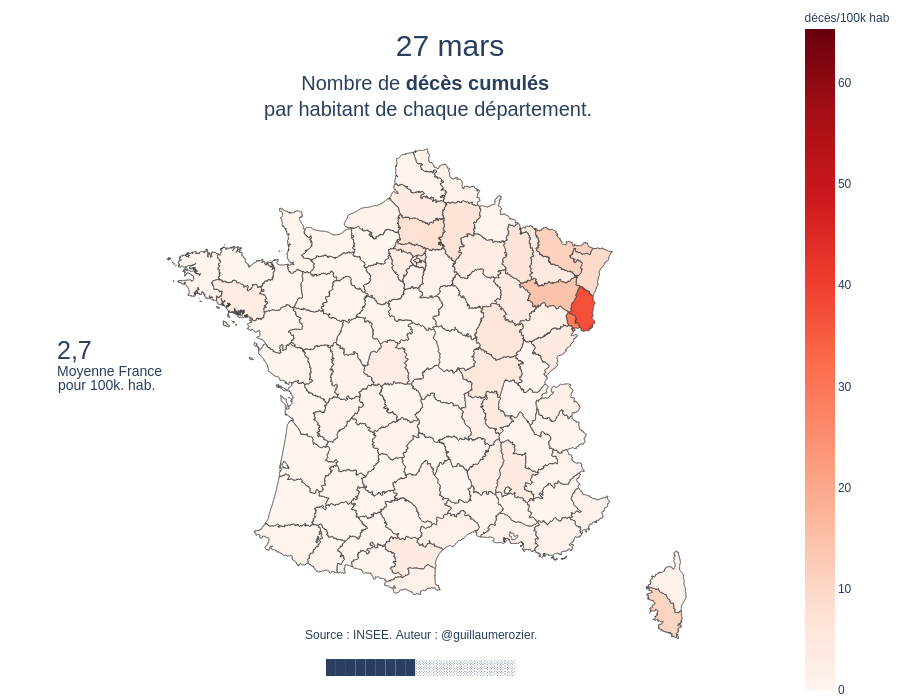 décès/100k hab
27 mars
Nombre de décès cumulés
par habitant de chaque département.
60
50
2,7
Moyenne France
pour 100k. hab.
40
30
20
10
0
Source : INSEE. Auteur : @guillaumerozier.